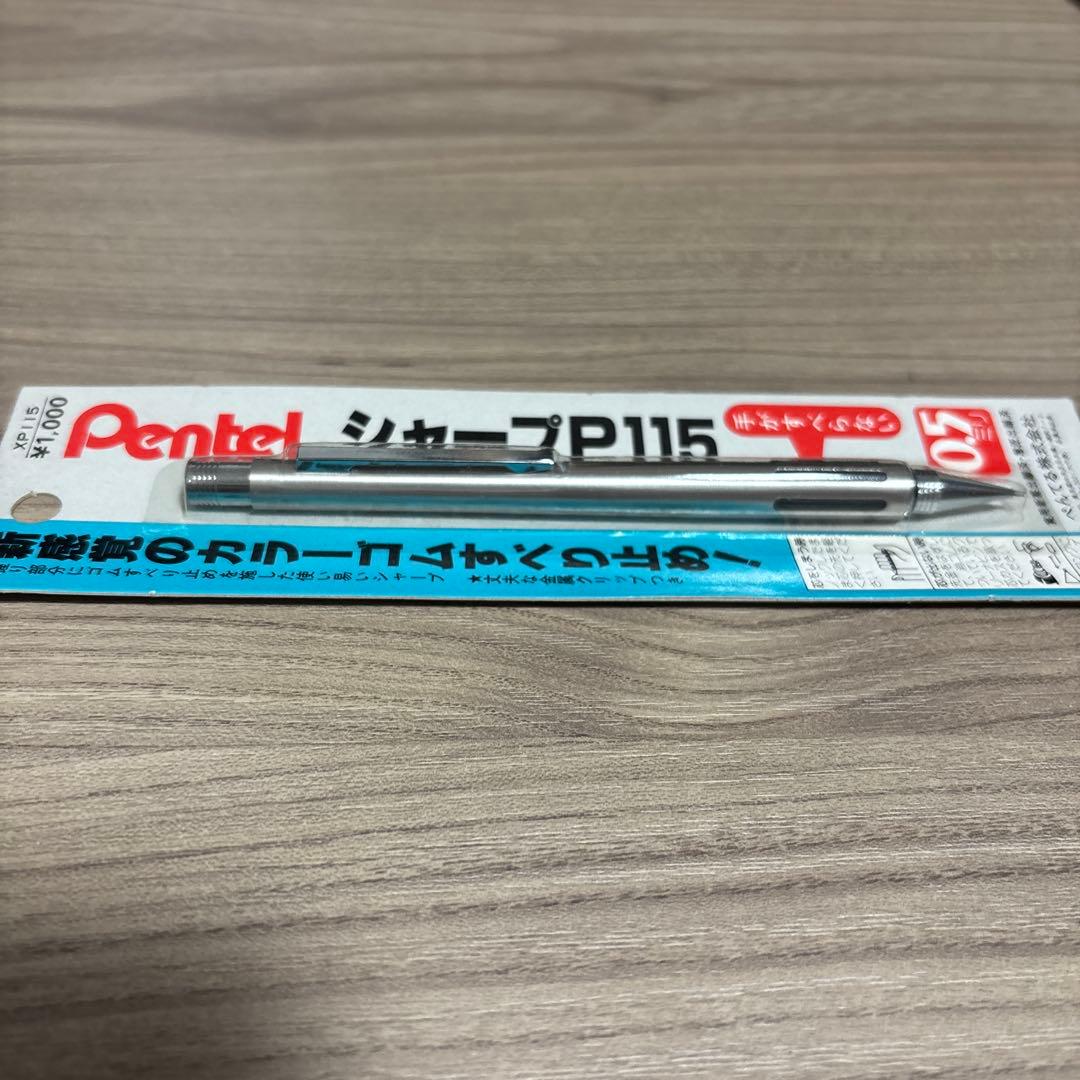 XP115
¥1,000
Pentel
シャープP115
手がすべらない
05ミリ
ぺんてる株式会社
新感覚のカラーゴムすべり止め!
握り部分にゴムすべり止めを施した使い易いシャープ ★丈夫な金属クリップつき